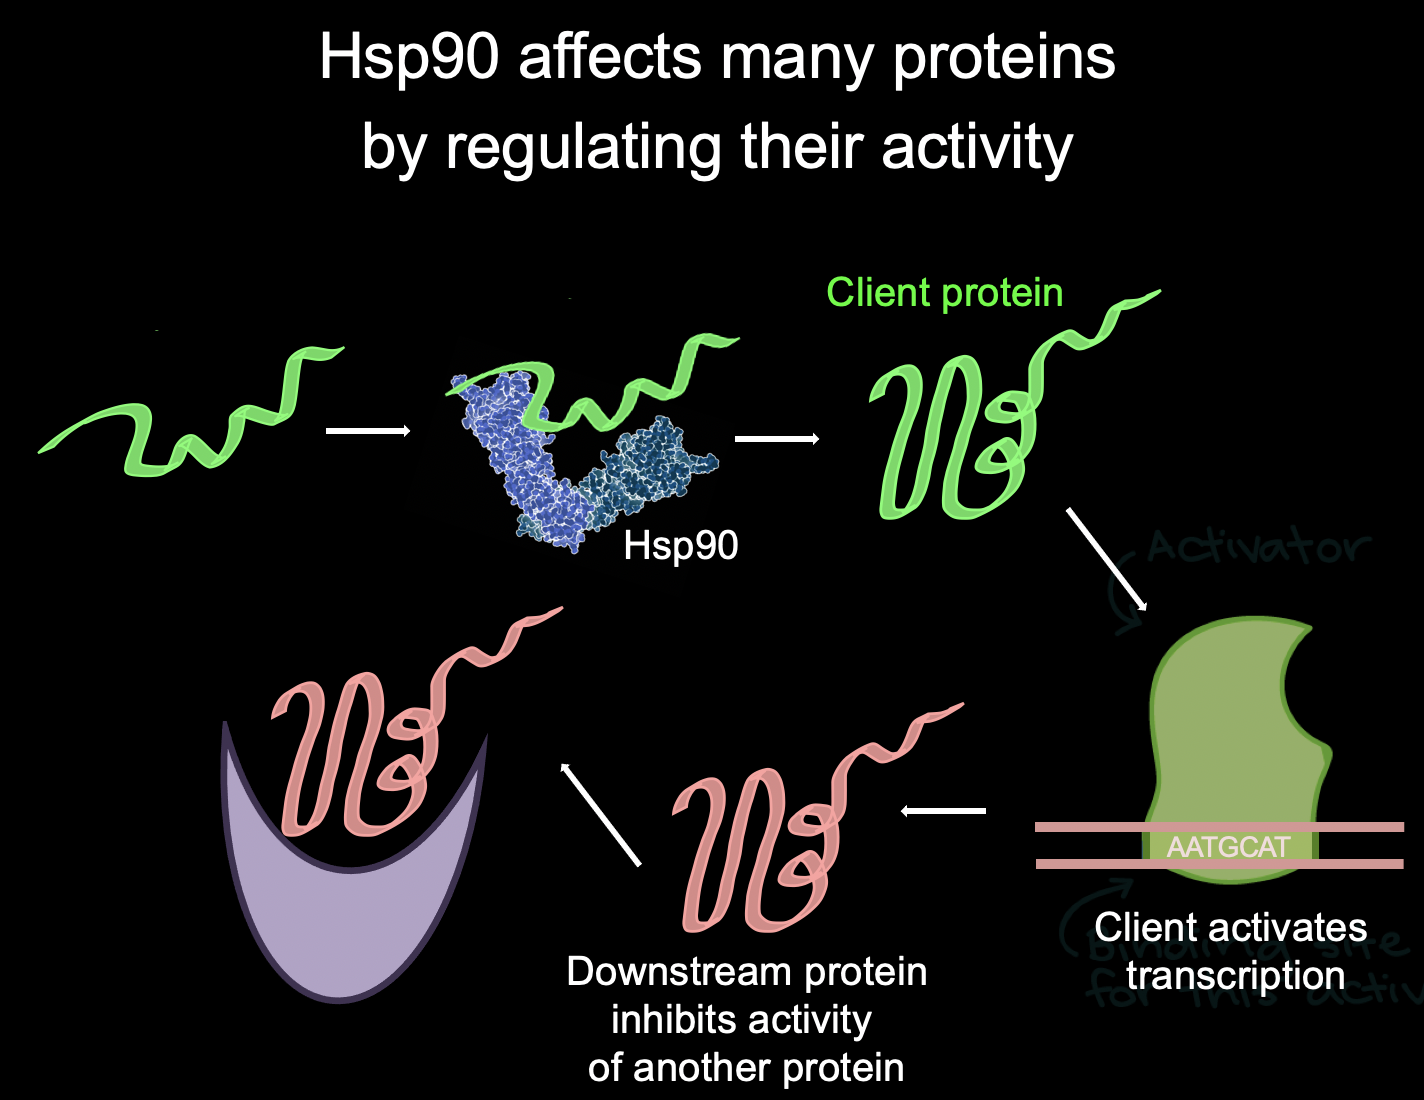 Hsp90 affects many proteins
by regulating their activity
Client protein
Hsp90
Activator
AATGCAT
Client activates
transcription
Binding site
for this
Downstream protein
inhibits activity
of another protein